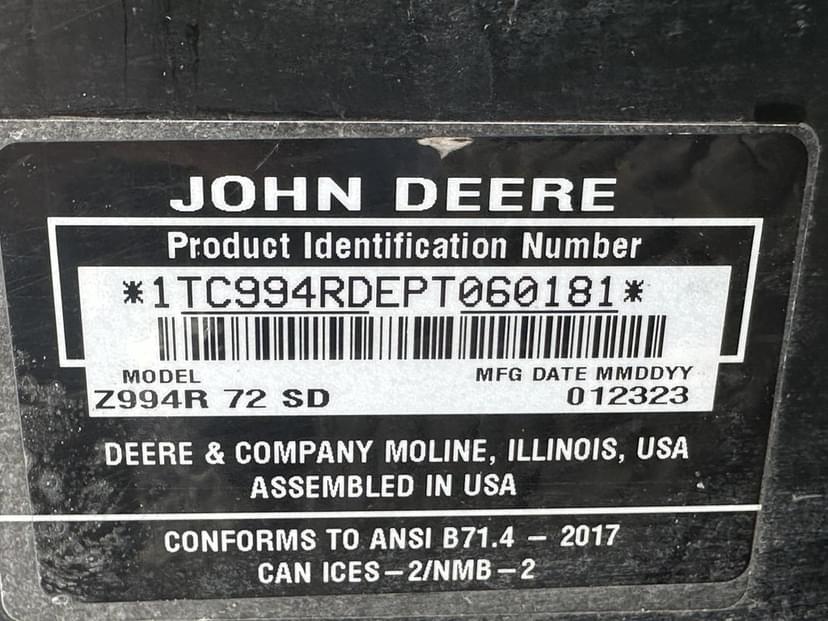 JOHN DEERE
Product Identification Number
*1TC994RDEPT060181*
MODEL MFG DATE MMDDYY
Z994R 72 SD 012323
DEERE & COMPANY MOLINE, ILLINOIS, USA
ASSEMBLED IN USA
CONFORMS TO ANSI B71.4 – 2017
CAN ICES–2/NMB–2